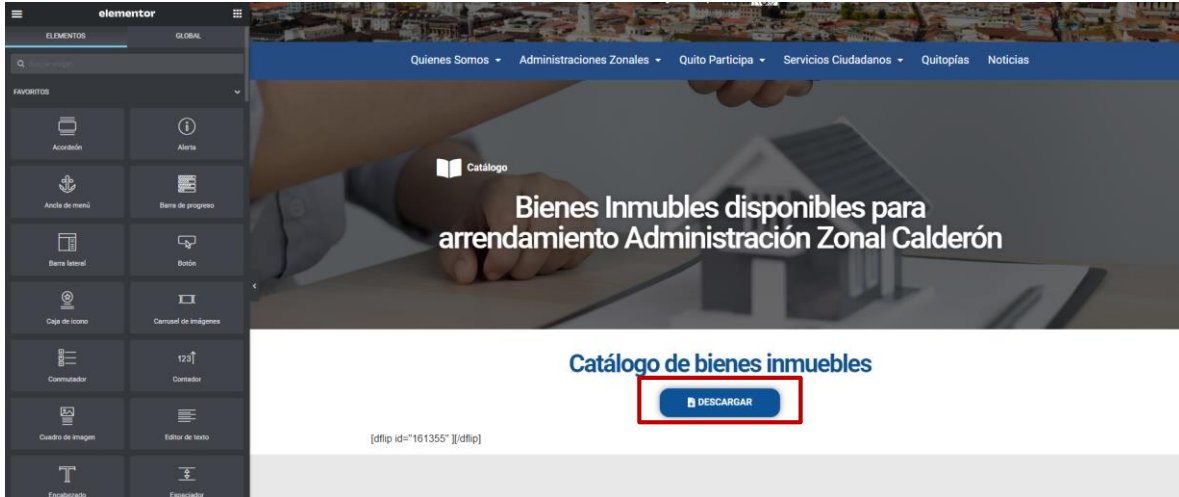 elementor
ELEMENTOS
GLOBAL
FAVORITOS
Acordeón
Alerta
Ancla de menú
Barra de progreso
Barra lateral
Botón
Caja de icono
Carrusel de imágenes
Conmutador
123
Contador
Cuadro de imagen
Editor de texto
Encabezado
Espaciador
Quienes Somos
Administraciones Zonales
Quito Participa
Servicios Ciudadanos
Quitopías
Noticias
Catálogo
Bienes Inmubles disponibles para
arrendamiento Administración Zonal Calderón
Catálogo de bienes inmuebles
DESCARGAR
[dflip id="161355" ][/dflip]